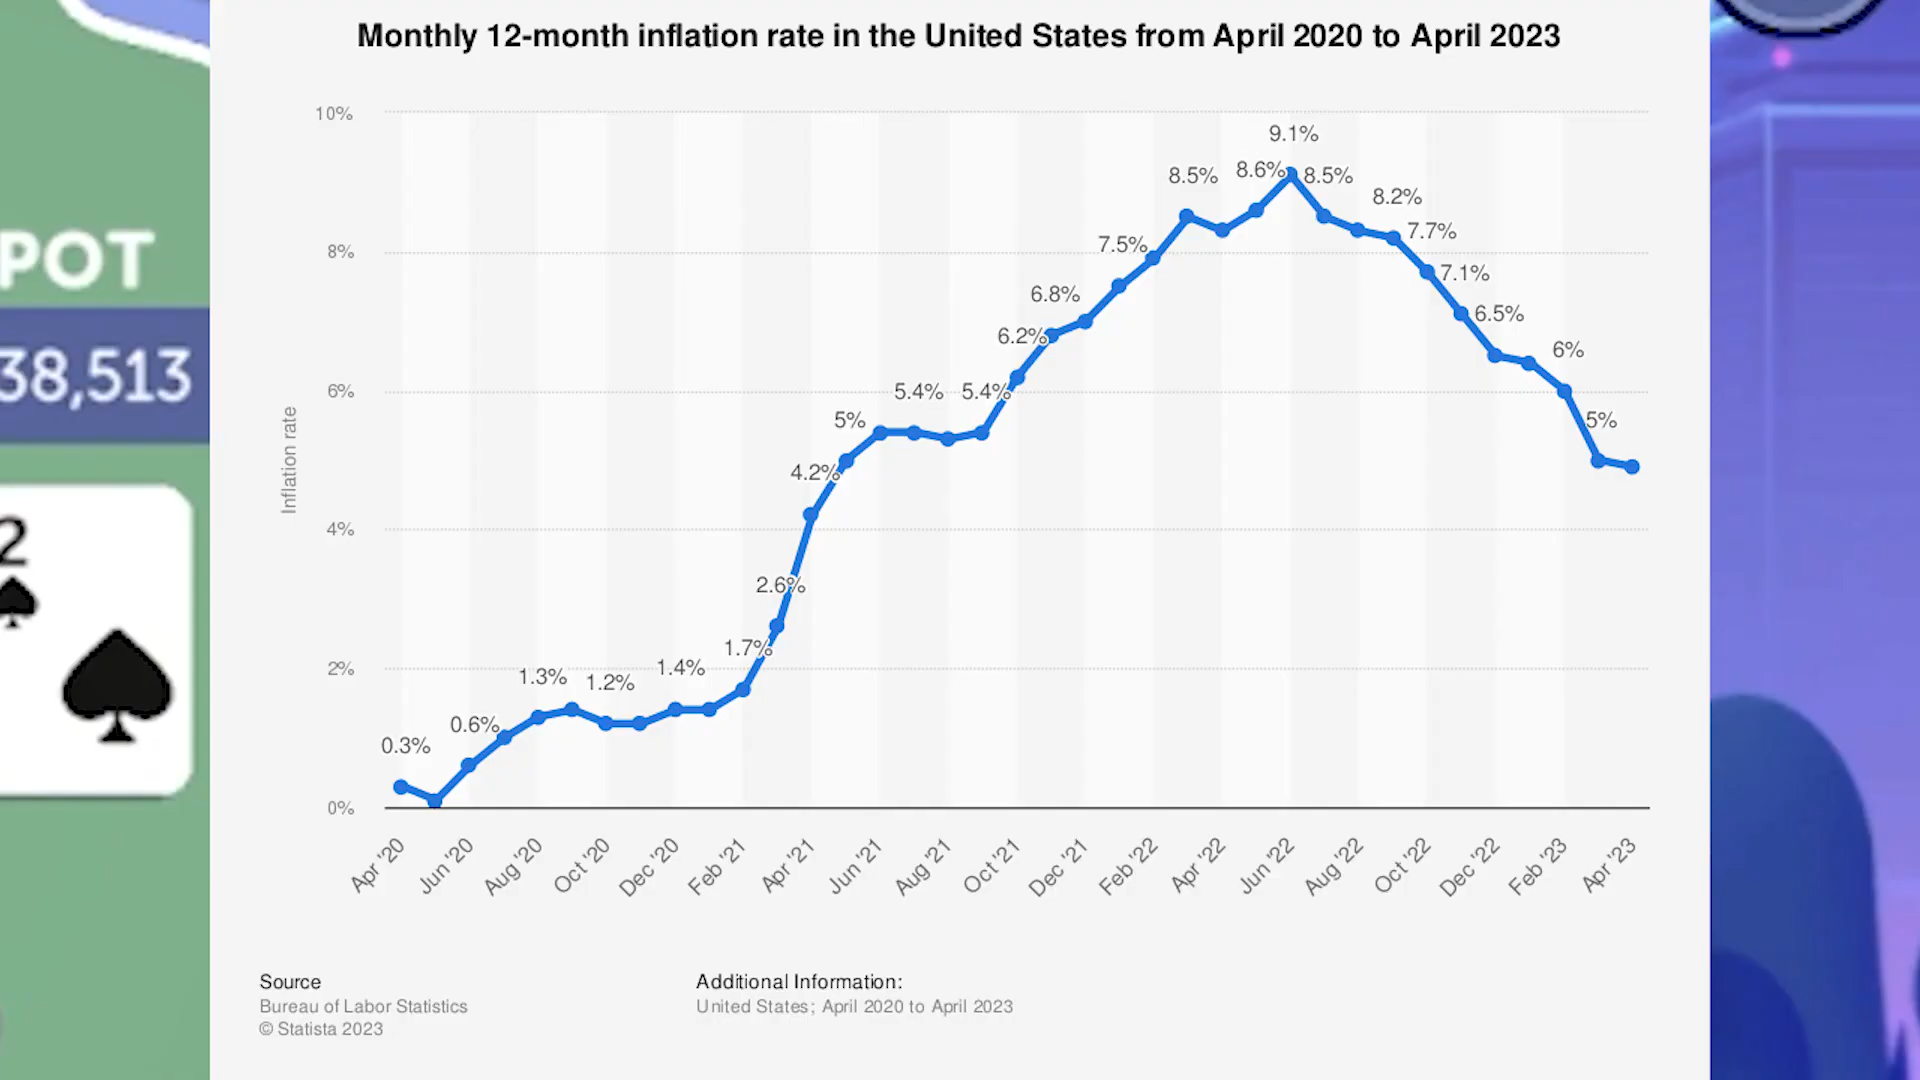 Monthly 12-month inflation rate in the United States from April 2020 to April 2023
10%
8%
6%
4%
2%
0%
Inflation rate
0.3%
0.6%
1.3%
1.2%
1.4%
1.7%
2.6%
4.2%
5%
5.4%
5.4%
6.2%
6.8%
7.5%
8.5%
8.6%
9.1%
8.5%
8.2%
7.7%
7.1%
6.5%
6%
5%
Apr '20
Jun '20
Aug '20
Oct '20
Dec '20
Feb '21
Apr '21
Jun '21
Aug '21
Oct '21
Dec '21
Feb '22
Apr '22
Jun '22
Aug '22
Oct '22
Dec '22
Feb '23
Apr '23
Source
Bureau of Labor Statistics
© Statista 2023
Additional Information:
United States; April 2020 to April 2023
POT
38,513
2